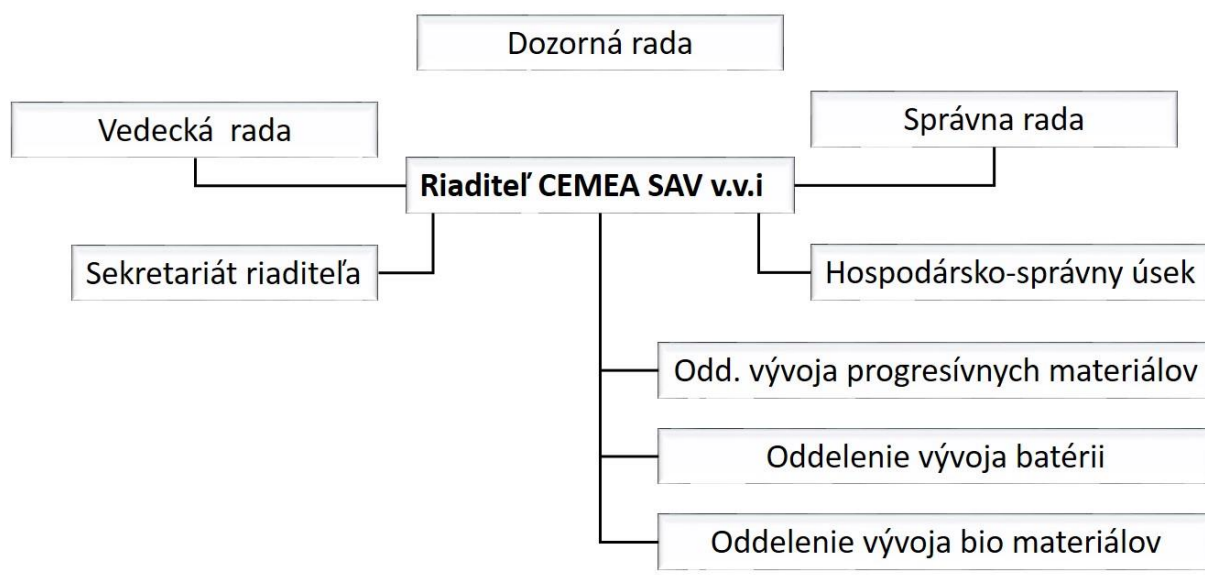 Dozorná rada
Vedecká rada
Správna rada
Riaditeľ CEMEA SAV v.v.i
Sekretariát riaditeľa
Hospodársko-správny úsek
Odd. vývoja progresívnych materiálov
Oddelenie vývoja batérii
Oddelenie vývoja bio materiálov